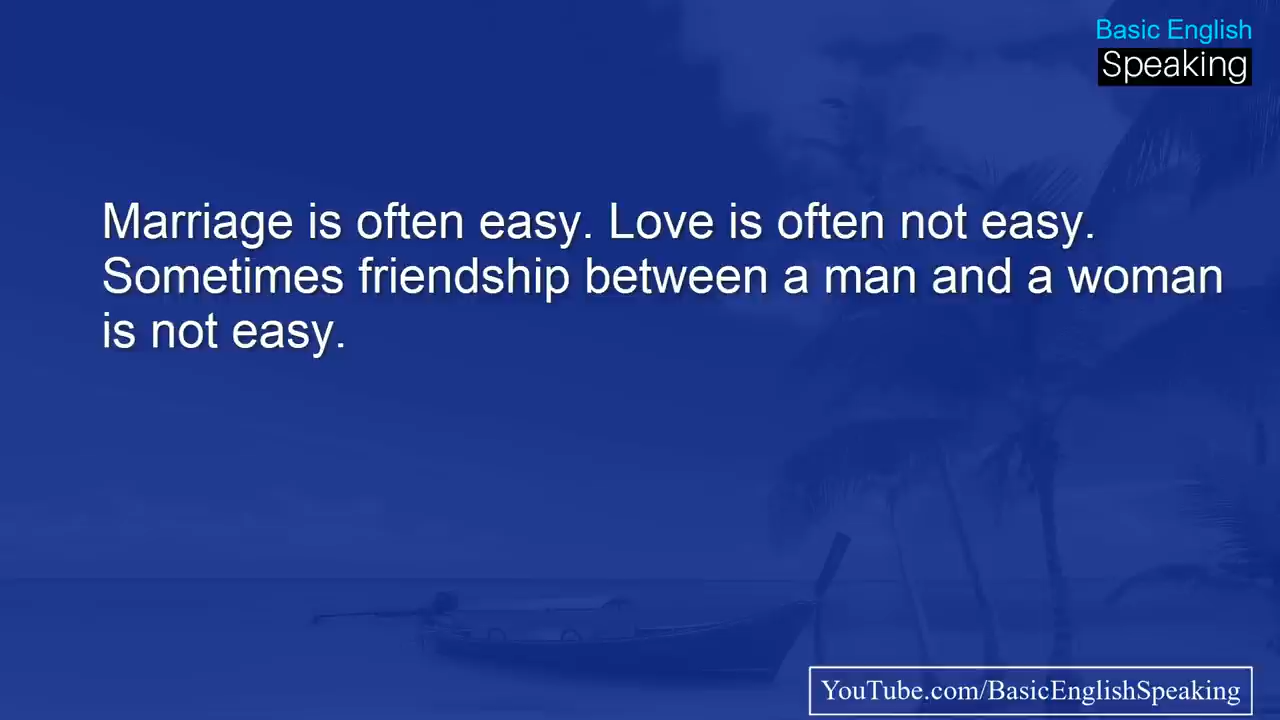 Basic English
Speaking
Marriage is often easy. Love is often not easy.
Sometimes friendship between a man and a woman
is not easy.
YouTube.com/BasicEnglishSpeaking